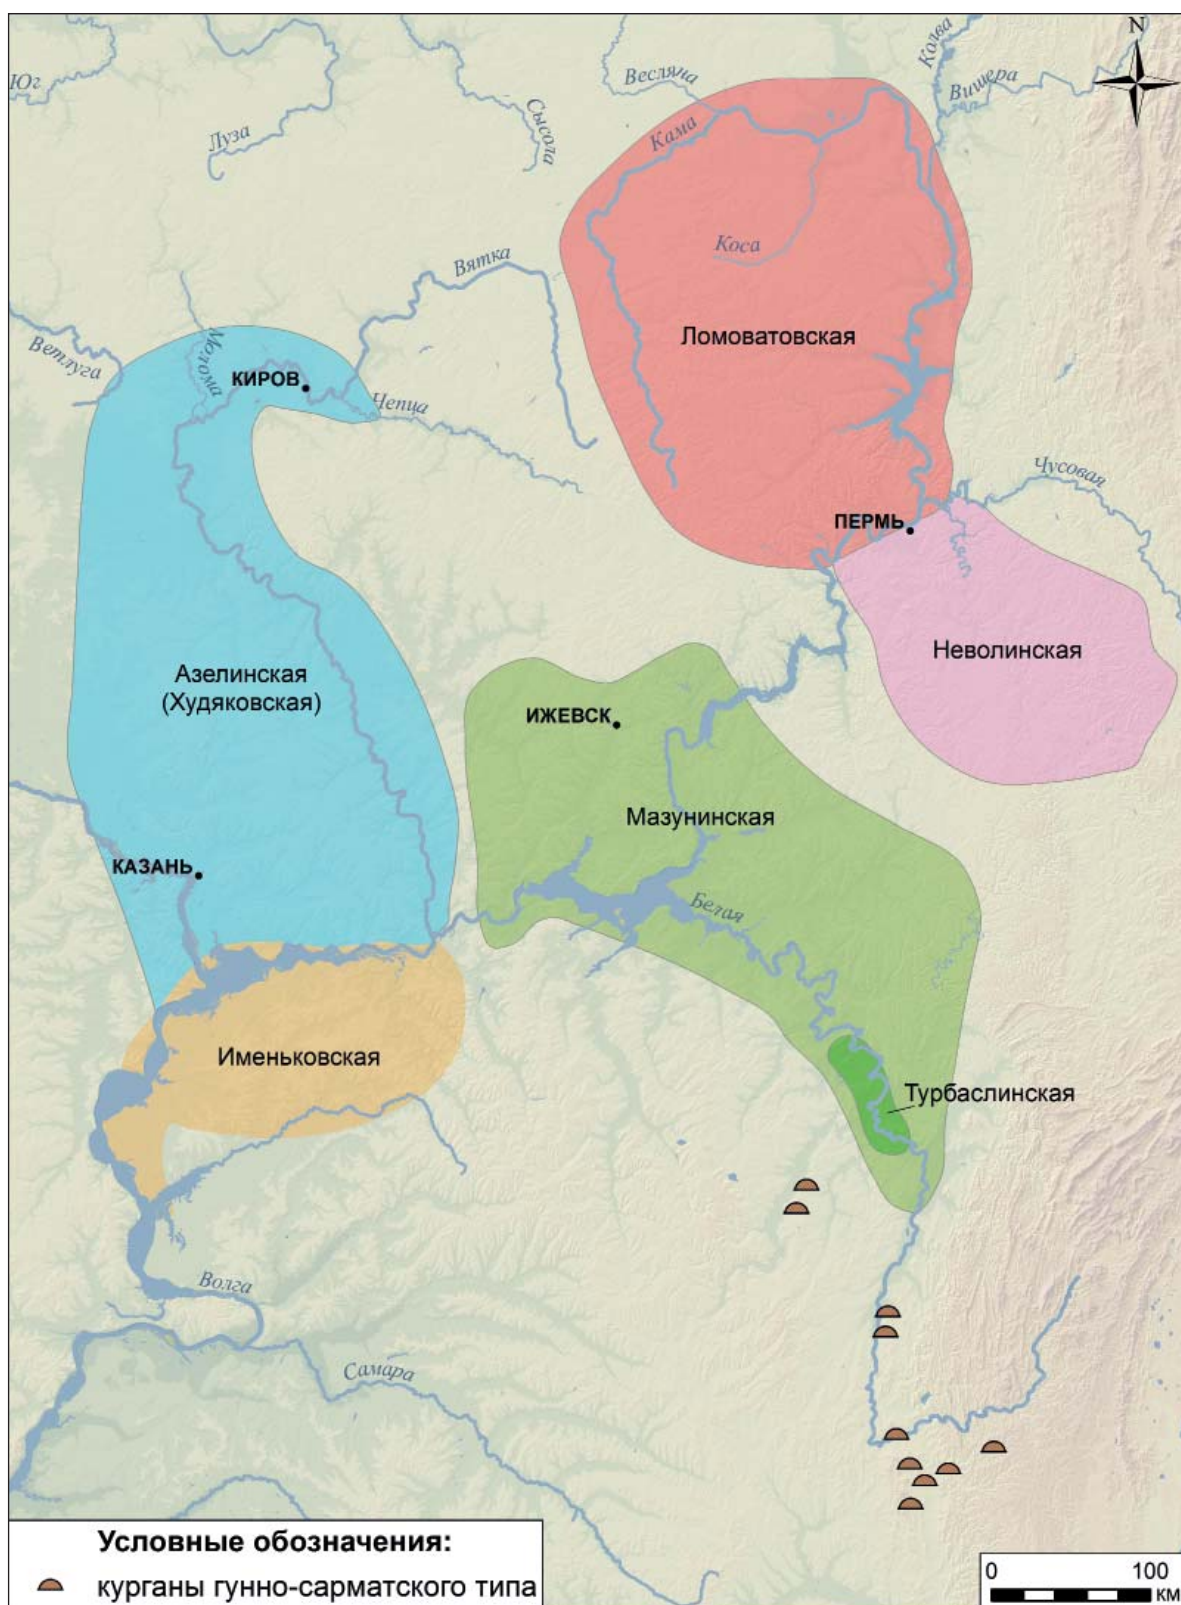 N
Юг
Луза
Сысола
Весляна
Кама
Колва
Вишера
Коса
Вятка
Ломоватовская
Ветлуга
Молома
КИРОВ
Чепца
Чусовая
ПЕРМЬ
Неволинская
Азелинская
(Худяковская)
ИЖЕВСК
Мазунинская
КАЗАНЬ
Белая
Именьковская
Турбаслинская
Волга
Самара
Условные обозначения:
курганы гунно-сарматского типа
0 100
км